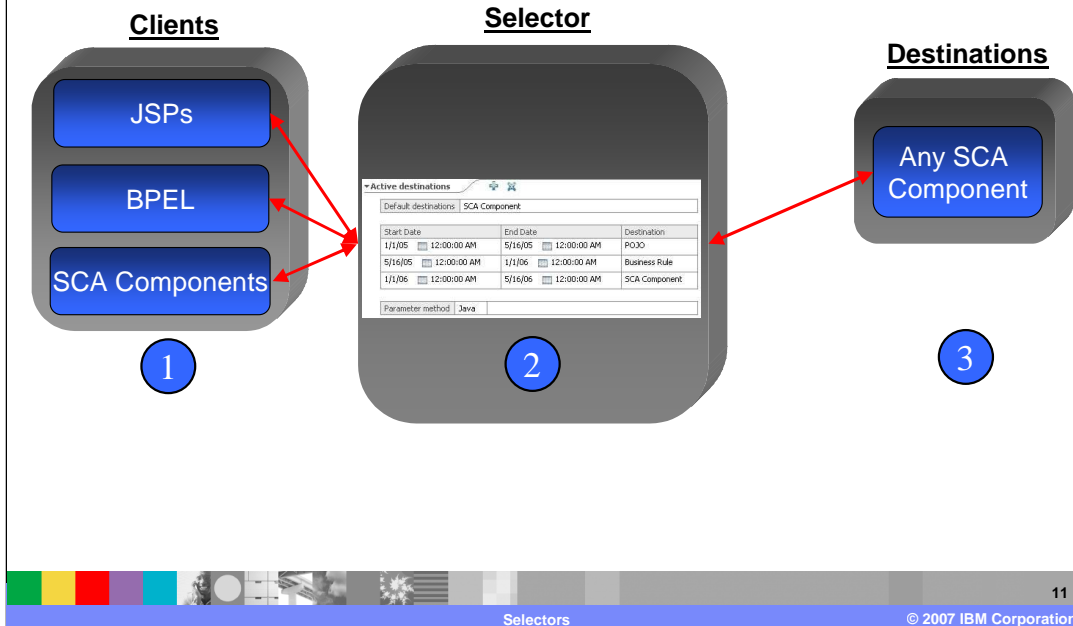 Clients
Selector
Destinations
JSPs
BPEL
SCA Components
1
Active destinations
Default destinations SCA Component
Start Date End Date Destination
1/1/05 12:00:00 AM 5/16/05 12:00:00 AM POJO
5/16/05 12:00:00 AM 1/1/06 12:00:00 AM Business Rule
1/1/06 12:00:00 AM 5/16/06 12:00:00 AM SCA Component
Parameter method Java
2
Any SCA
Component
3
11
Selectors
© 2007 IBM Corporation